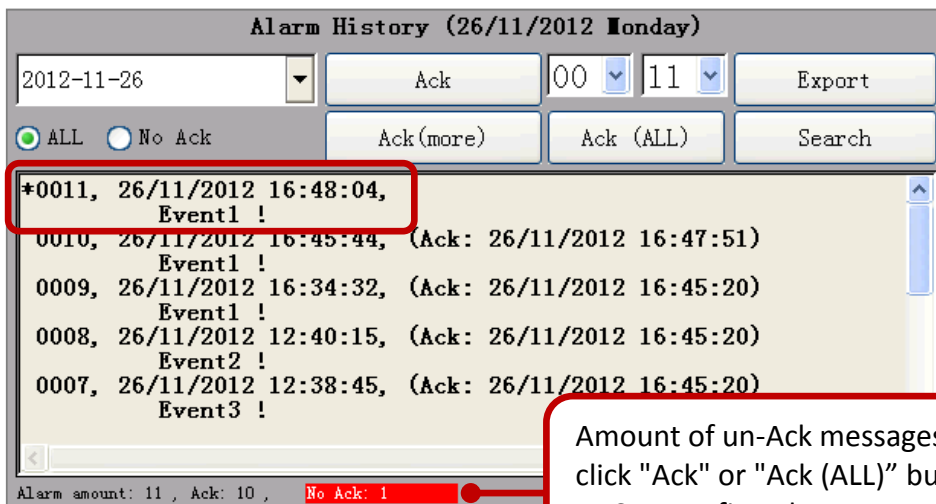 Alarm History (26/11/2012 Monday)
2012-11-26 Ack 00 11 Export
ALL No Ack Ack(more) Ack (ALL) Search
*0011, 26/11/2012 16:48:04,
Event1 !
0010, 26/11/2012 16:45:44, (Ack: 26/11/2012 16:47:51)
Event1 !
0009, 26/11/2012 16:34:32, (Ack: 26/11/2012 16:45:20)
Event1 !
0008, 26/11/2012 12:40:15, (Ack: 26/11/2012 16:45:20)
Event2 !
0007, 26/11/2012 12:38:45, (Ack: 26/11/2012 16:45:20)
Event3 !
Amount of un-Ack messages
click "Ack" or "Ack (ALL)” bu
Alarm amount: 11 , Ack: 10 , No Ack: 1